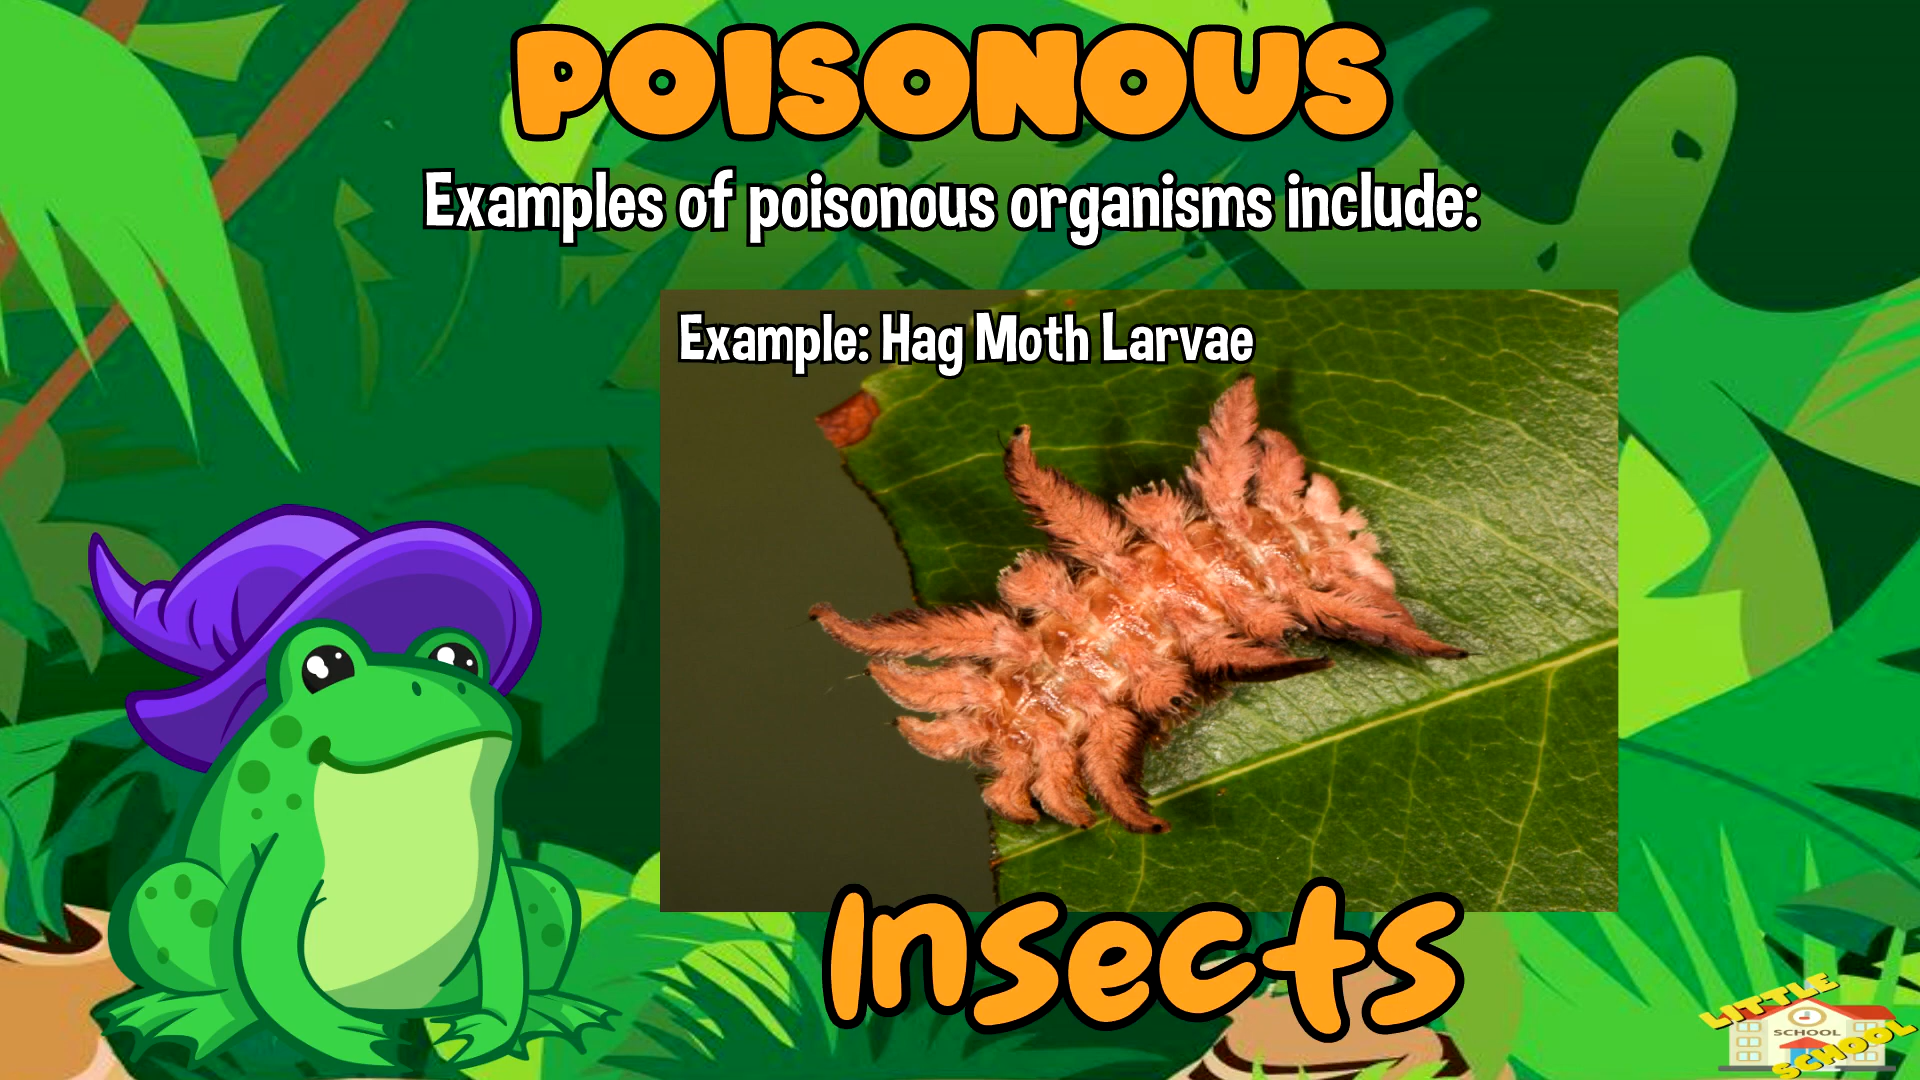 POISONOUS
Examples of poisonous organisms include:
Example: Hag Moth Larvae
Insects
LITTLE
SCHOOL
SCHOOL